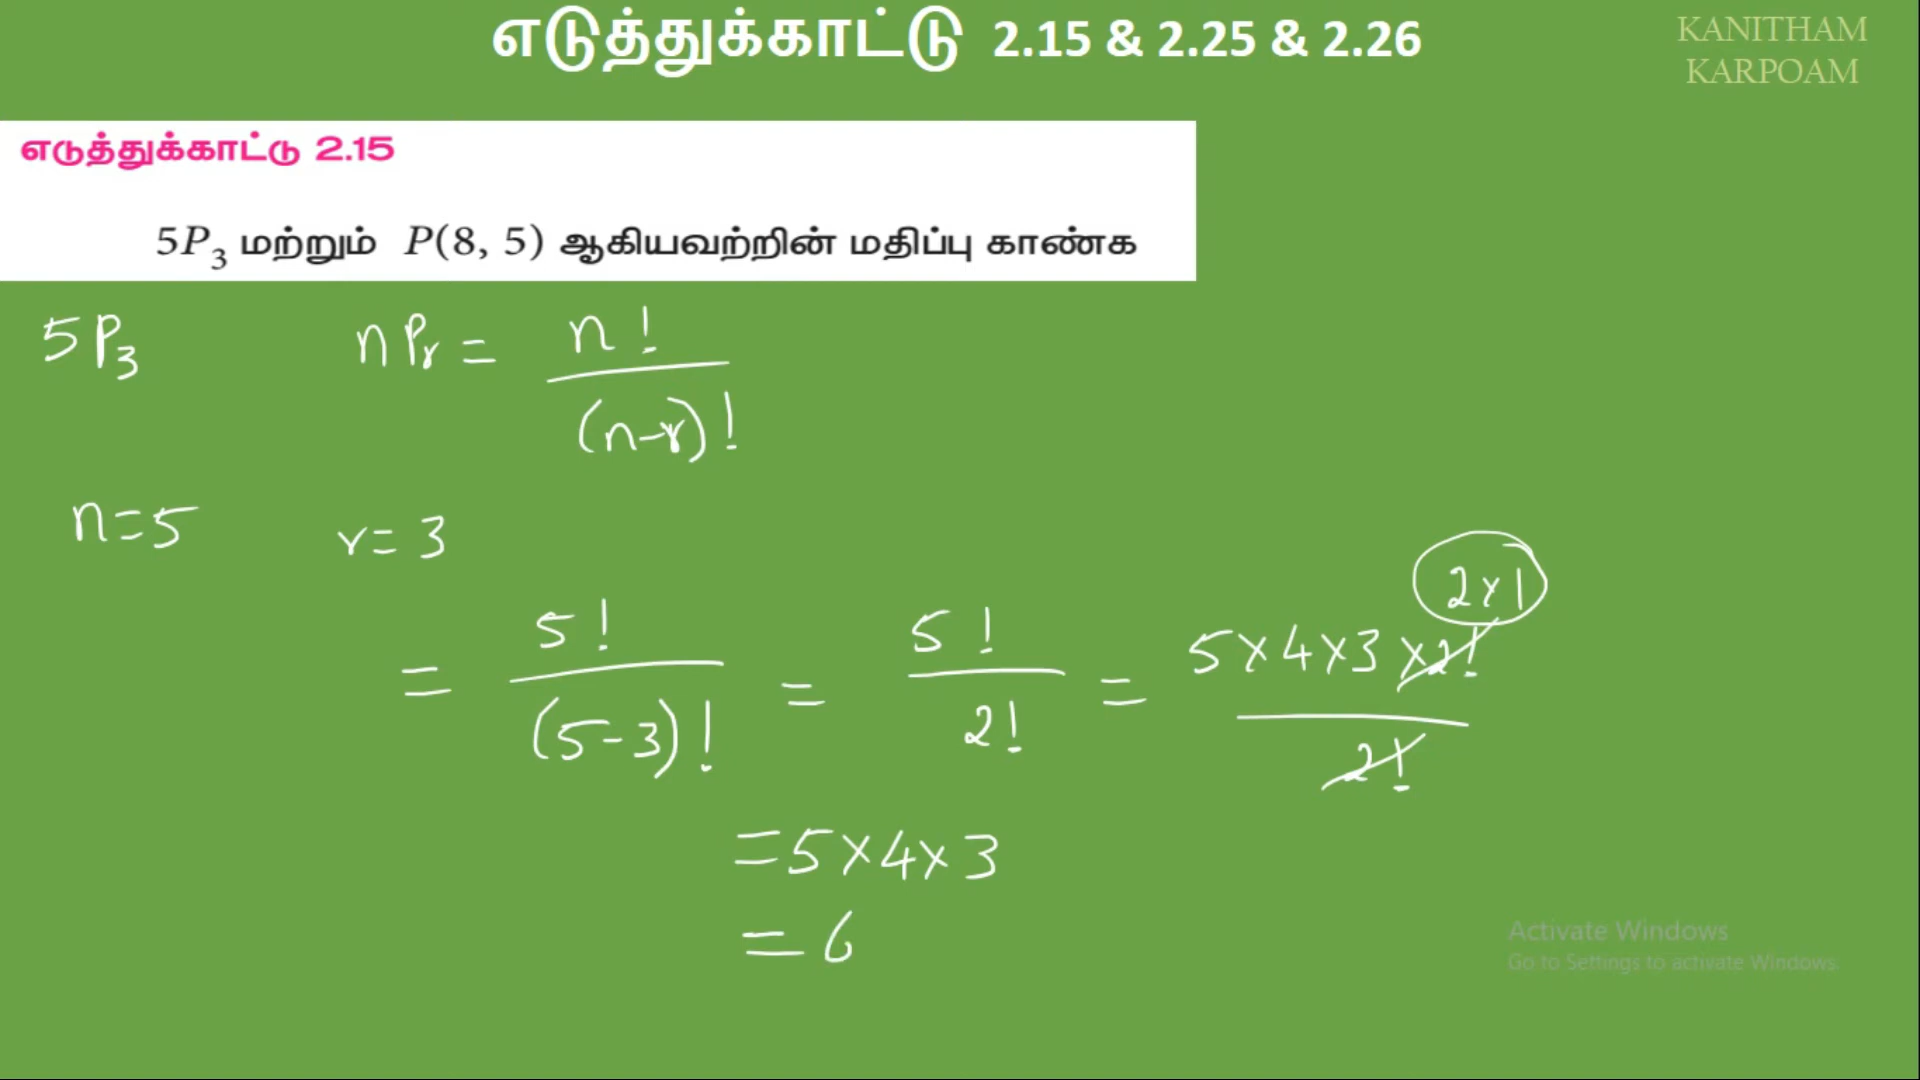 எடுத்துக்காட்டு 2.15 & 2.25 & 2.26
KANITHAM
KARPOAM
எடுத்துக்காட்டு 2.15
5P₃ மற்றும் P(8, 5) ஆகியவற்றின் மதிப்பு காண்க
5P₃ nPr = n! / (n-r)!
n=5 r=3
= 5! / (5-3)! = 5! / 2! = 5×4×3×2! / 2!
2×1
=5×4×3
= 6
Activate Windows
Go to Settings to activate Windows.